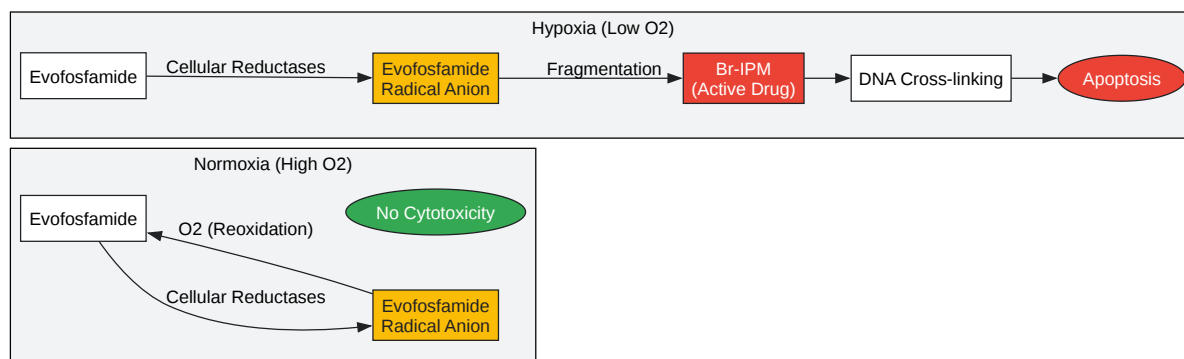 Hypoxia (Low O2)
Evofosfamide
Cellular Reductases
Evofosfamide
Radical Anion
Fragmentation
Br-IPM
(Active Drug)
DNA Cross-linking
Apoptosis
Normoxia (High O2)
Evofosfamide
O2 (Reoxidation)
No Cytotoxicity
Cellular Reductases
Evofosfamide
Radical Anion